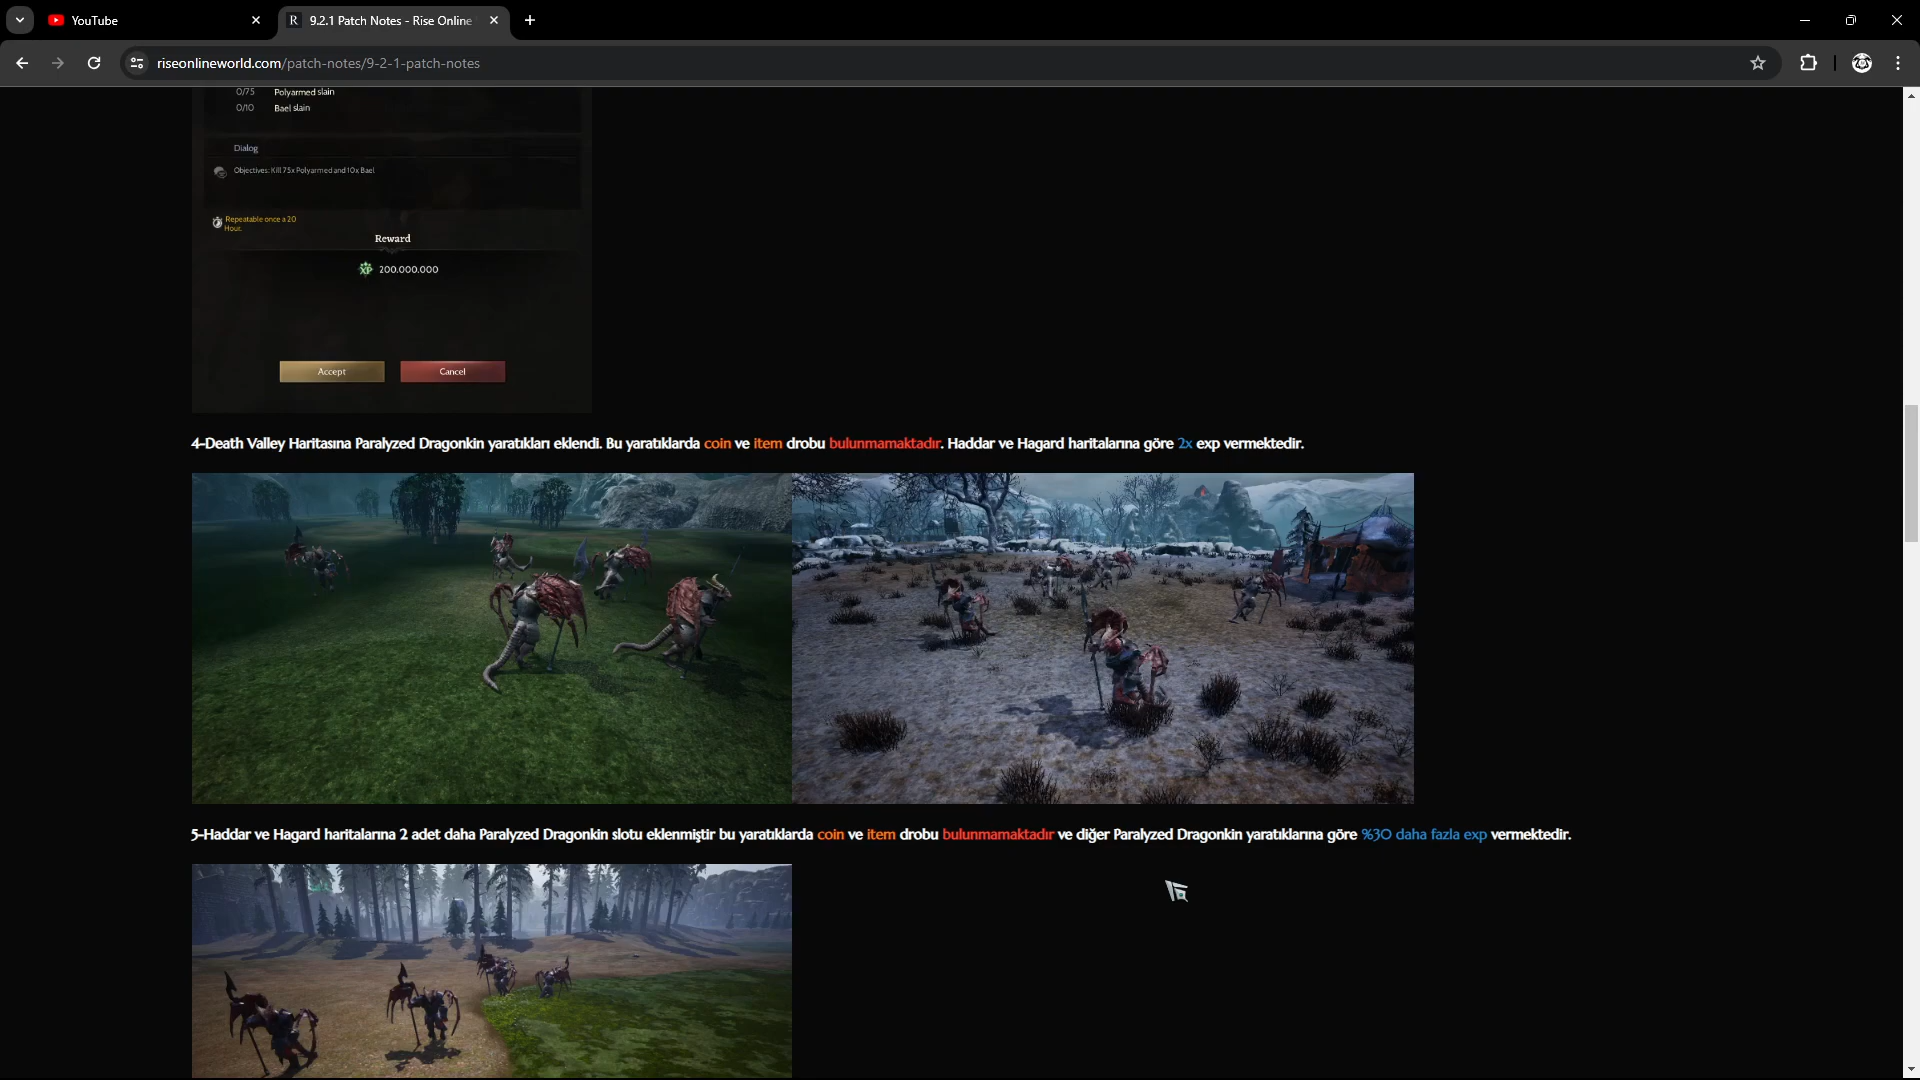 YouTube
9.2.1 Patch Notes - Rise Online
riseonlineworld.com/patch-notes/9-2-1-patch-notes
0/75 Polyarmed slain
0/10 Bael slain
Dialog
Objectives: Kill 75x Polyarmed and 10x Bael
Repeatable once a 20
Hour.
Reward
XP 200.000.000
Accept Cancel
4-Death Valley Haritasına Paralyzed Dragonkin yaratıkları eklendi. Bu yaratıklarda coin ve item drobu bulunmamaktadır. Haddar ve Hagard haritalarına göre 2x exp vermektedir.
5-Haddar ve Hagard haritalarına 2 adet daha Paralyzed Dragonkin slotu eklenmiştir bu yaratıklarda coin ve item drobu bulunmamaktadır ve diğer Paralyzed Dragonkin yaratıklarına göre %30 daha fazla exp vermektedir.